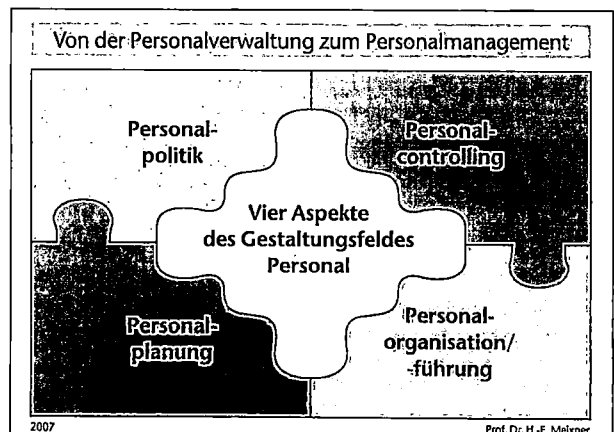 Von der Personalverwaltung zum Personalmanagement
Personal-
politik
Personal-
controlling
Vier Aspekte
des Gestaltungsfeldes
Personal
Personal-
planung
Personal-
organisation/
-führung
2007
Prof. Dr. H.-F. Meixner